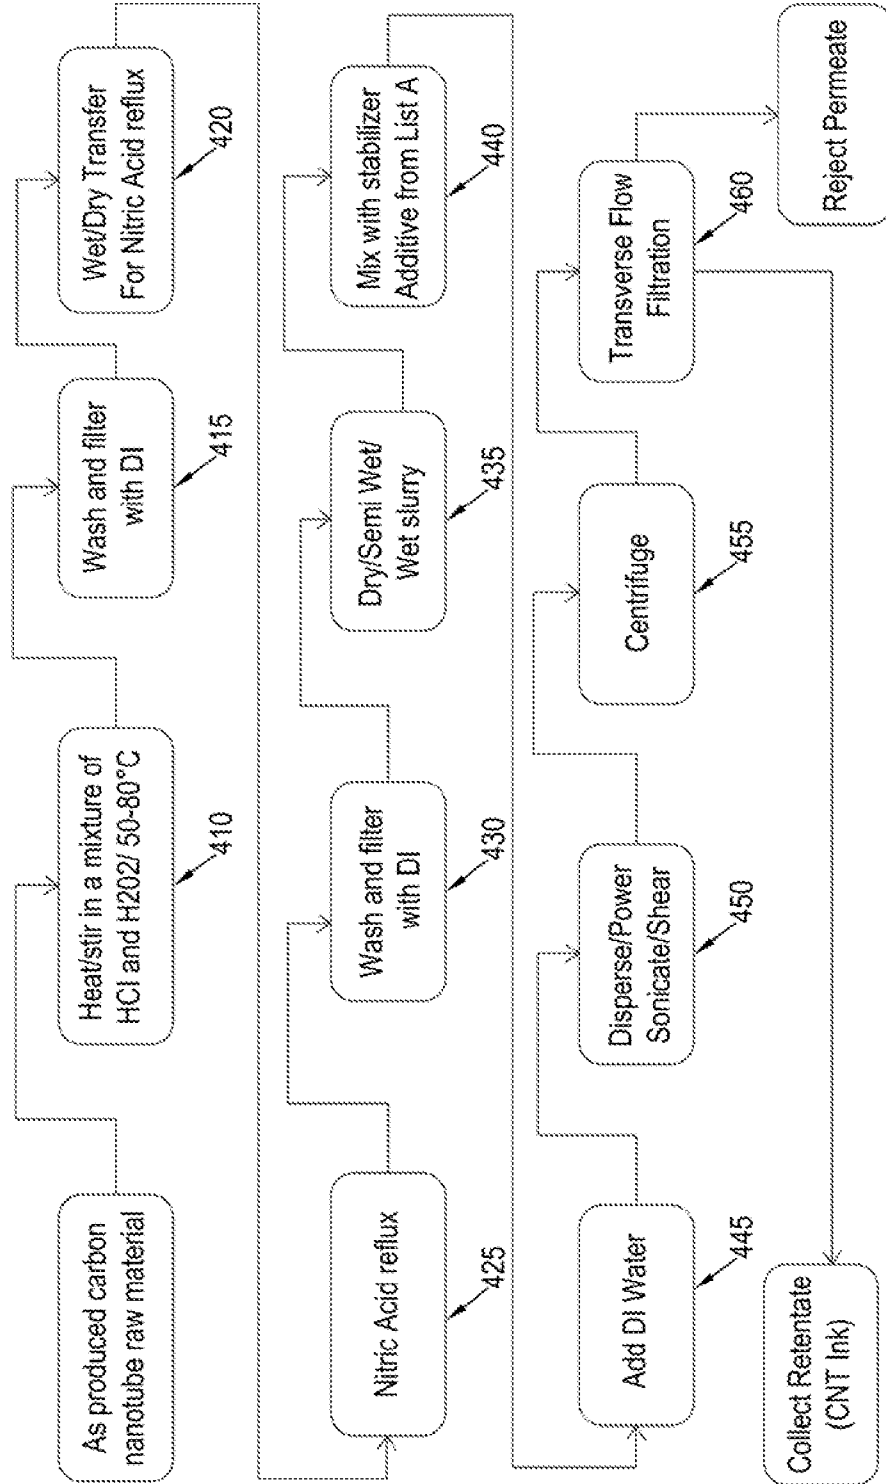 As produced carbon
nanotube raw material
Heat/stir in a mixture of
HCl and H202/ 50-80°C
410
Wash and filter
with DI
415
Wet/Dry Transfer
For Nitric Acid reflux
420
Nitric Acid reflux
425
Wash and filter
with DI
430
Dry/Semi Wet/
Wet slurry
435
Mix with stabilizer
Additive from List A
440
Add DI Water
445
Disperse/Power
Sonicate/Shear
450
Centrifuge
455
Transverse Flow
Filtration
460
Collect Retentate
(CNT Ink)
Reject Permeate